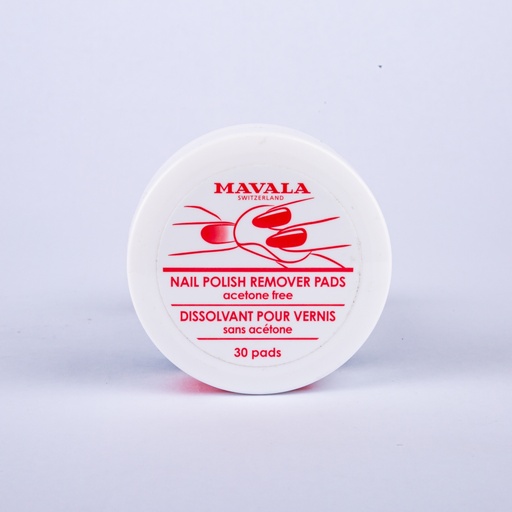 MAVALA
SWITZERLAND
NAIL POLISH REMOVER PADS
acetone free
DISSOLVANT POUR VERNIS
sans acétone
30 pads